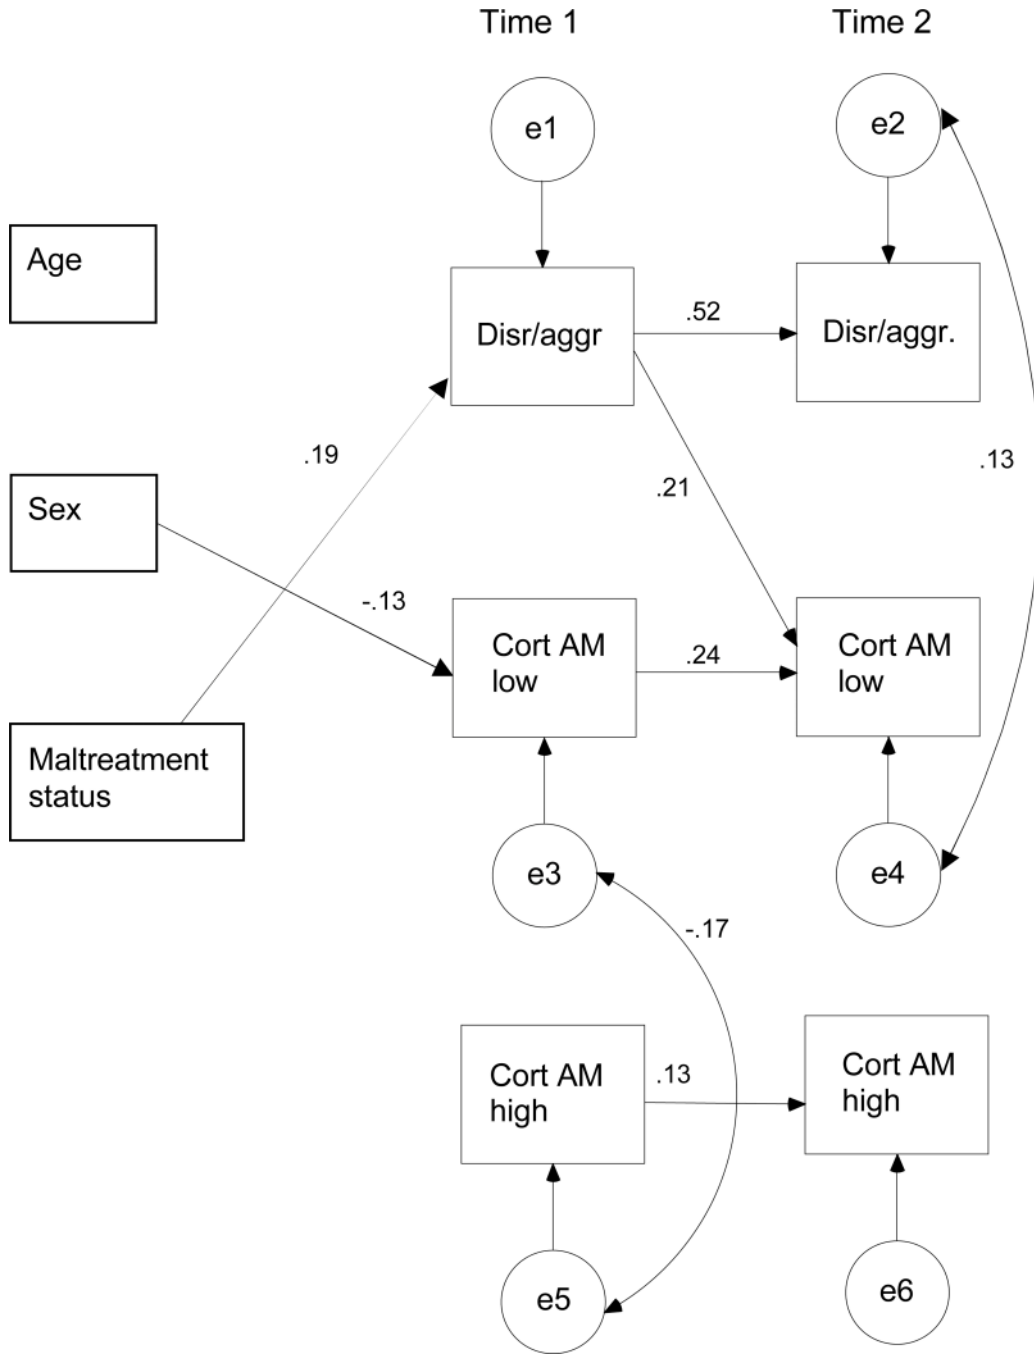 Time 1
Time 2
e1
e2
Age
Disr/aggr
.52
Disr/aggr.
.19
.21
.13
Sex
-.13
Cort AM
low
.24
Cort AM
low
Maltreatment
status
e3
e4
-.17
Cort AM
high
.13
Cort AM
high
e5
e6